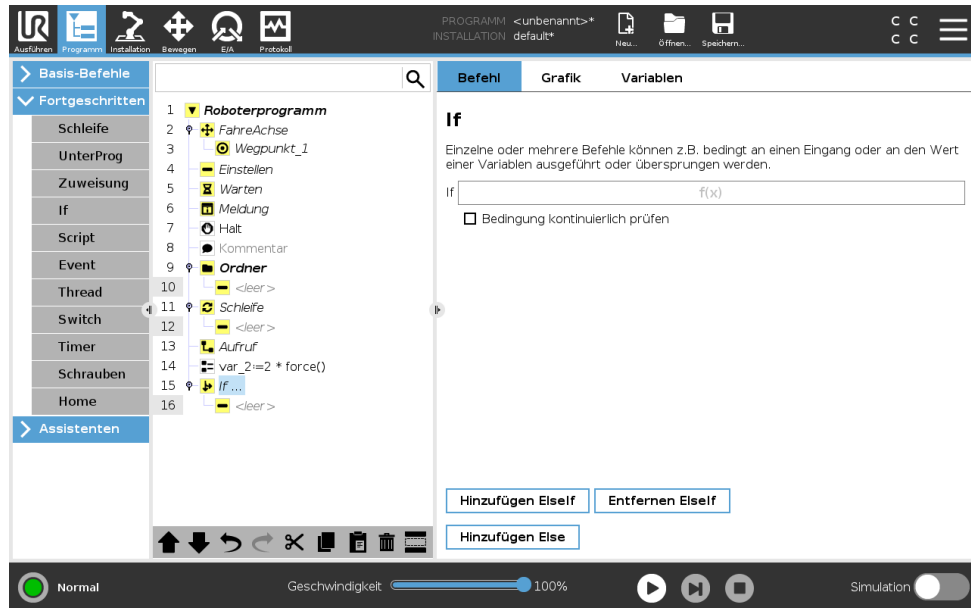 UR
PROGRAMM <unbenannt>*
INSTALLATION default*
C C
C C
Ausführen Programm Installation Bewegen E/A Protokoll Neu... Öffnen... Speichern...
Basis-Befehle
Fortgeschritten
Schleife
UnterProg
Zuweisung
If
Script
Event
Thread
Switch
Timer
Schrauben
Home
Assistenten
1 Roboterprogramm
2 FahreAchse
3 Wegpunkt_1
4 Einstellen
5 Warten
6 Meldung
7 Halt
8 Kommentar
9 Ordner
10 <leer>
11 Schleife
12 <leer>
13 Aufruf
14 var_2:=2 * force()
15 If ...
16 <leer>
Befehl Grafik Variablen
If
Einzelne oder mehrere Befehle können z.B. bedingt an einen Eingang oder an den Wert
einer Variablen ausgeführt oder übersprungen werden.
If f(x)
Bedingung kontinuierlich prüfen
Hinzufügen ElseIf Entfernen ElseIf
Hinzufügen Else
Normal Geschwindigkeit 100% Simulation